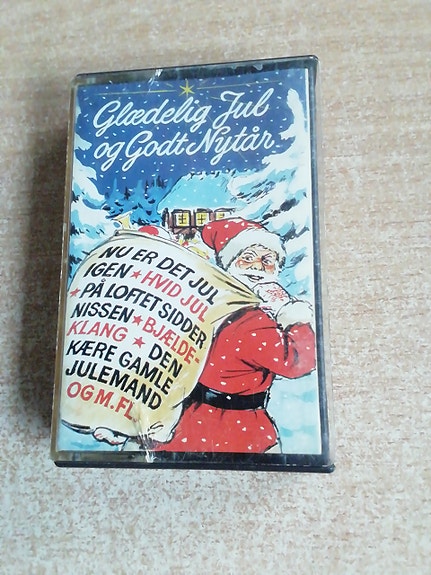 Glædelig Jul
og Godt Nytår
NU ER DET JUL
IGEN ★ HVID JUL
★ PÅ LOFTET SIDDER
NISSEN ★ BJÆLDE-
KLANG ★ DEN
KÆRE GAMLE
JULEMAND
OG M. FL.